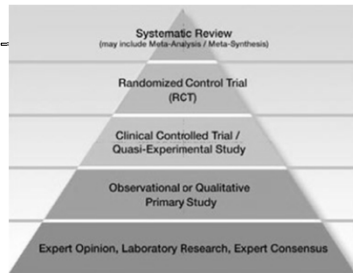 Systematic Review
(may include Meta-Analysis / Meta-Synthesis)
Randomized Control Trial
(RCT)
Clinical Controlled Trial /
Quasi-Experimental Study
Observational or Qualitative
Primary Study
Expert Opinion, Laboratory Research, Expert Consensus